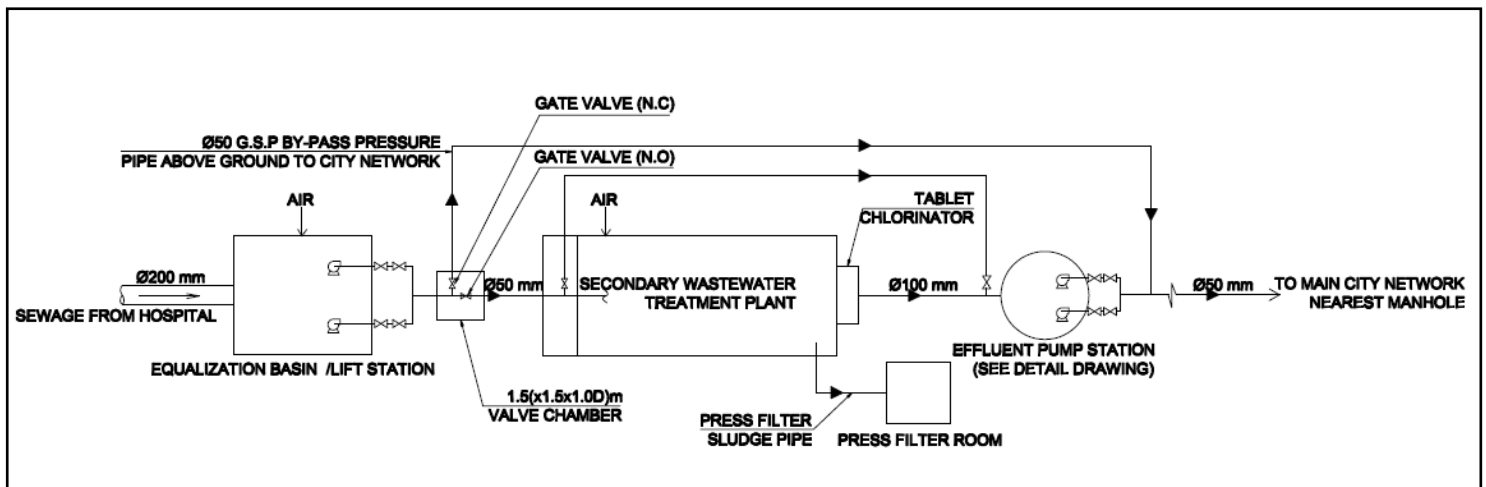 GATE VALVE (N.C)
Ø50 G.S.P BY-PASS PRESSURE
PIPE ABOVE GROUND TO CITY NETWORK
GATE VALVE (N.O)
AIR
AIR
TABLET
CHLORINATOR
Ø200 mm
SEWAGE FROM HOSPITAL
Ø50 mm
SECONDARY WASTEWATER
TREATMENT PLANT
Ø100 mm
Ø50 mm
TO MAIN CITY NETWORK
NEAREST MANHOLE
EQUALIZATION BASIN /LIFT STATION
EFFLUENT PUMP STATION
(SEE DETAIL DRAWING)
1.5(x1.5x1.0D)m
VALVE CHAMBER
PRESS FILTER
SLUDGE PIPE
PRESS FILTER ROOM